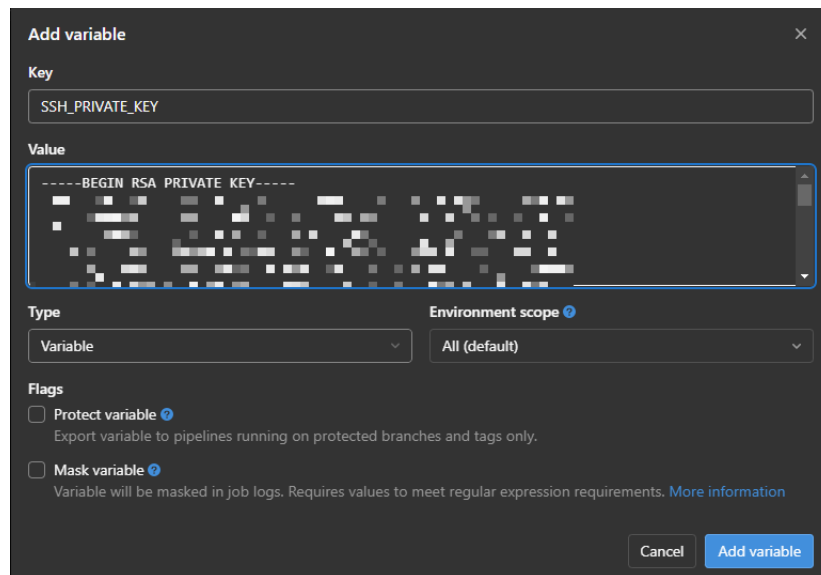 Add variable
Key
SSH_PRIVATE_KEY
Value
-----BEGIN RSA PRIVATE KEY-----
Type
Environment scope
Variable
All (default)
Flags
Protect variable
Export variable to pipelines running on protected branches and tags only.
Mask variable
Variable will be masked in job logs. Requires values to meet regular expression requirements. More information
Cancel
Add variable